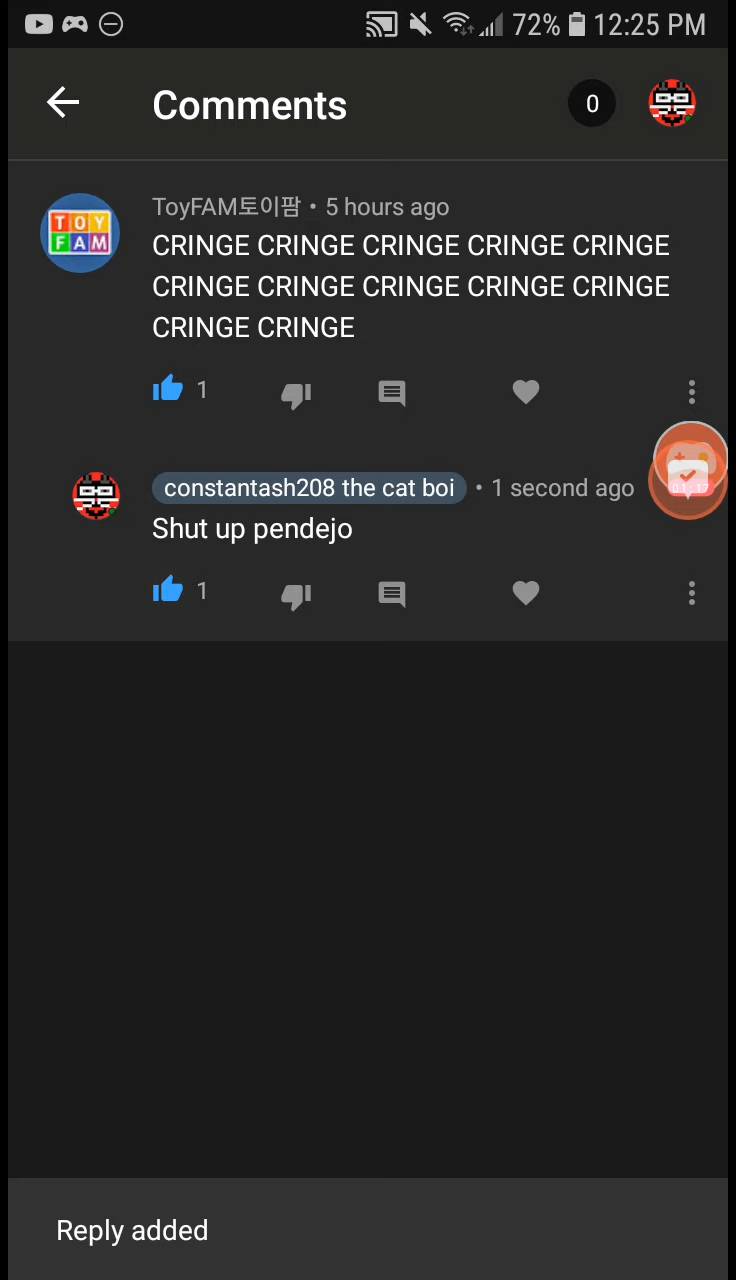 72% 12:25 PM
Comments
0
TOY
FAM
ToyFAM토이팜 • 5 hours ago
CRINGE CRINGE CRINGE CRINGE CRINGE
CRINGE CRINGE CRINGE CRINGE CRINGE
CRINGE CRINGE
1
constantash208 the cat boi • 1 second ago
01:17
Shut up pendejo
1
Reply added